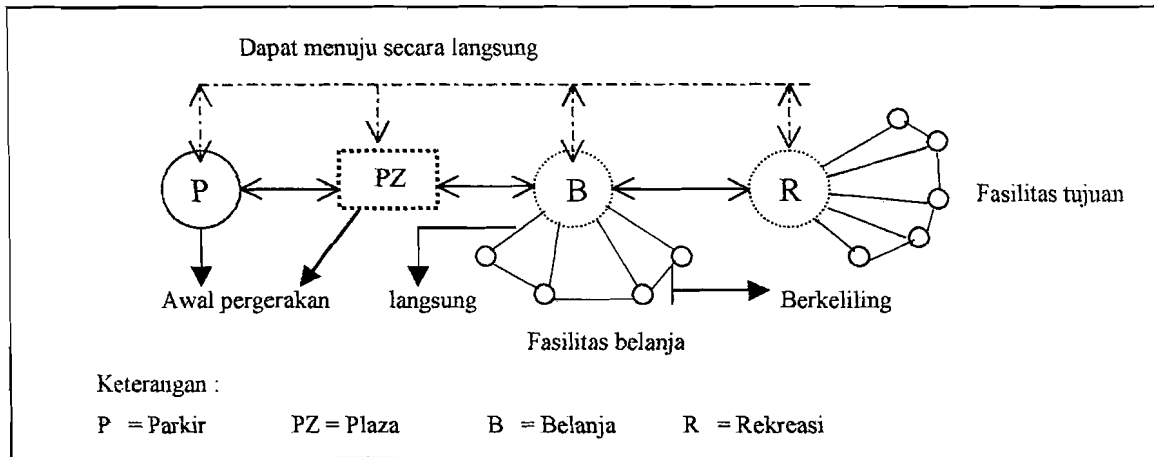 Dapat menuju secara langsung
P
PZ
B
R
Fasilitas tujuan
Awal pergerakan
langsung
Berkeliling
Fasilitas belanja
Keterangan :
P = Parkir PZ = Plaza B = Belanja R = Rekreasi